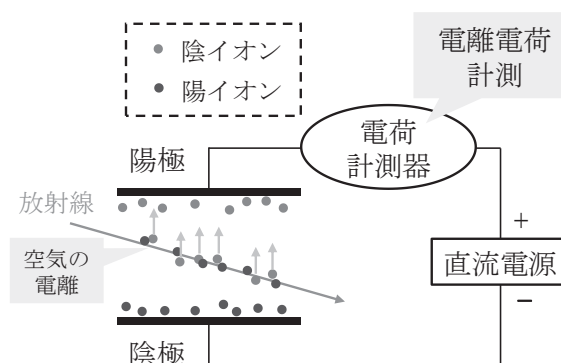 陰イオン
陽イオン
電離電荷
計測
電荷
計測器
陽極
放射線
空気の
電離
+
直流電源
−
陰極